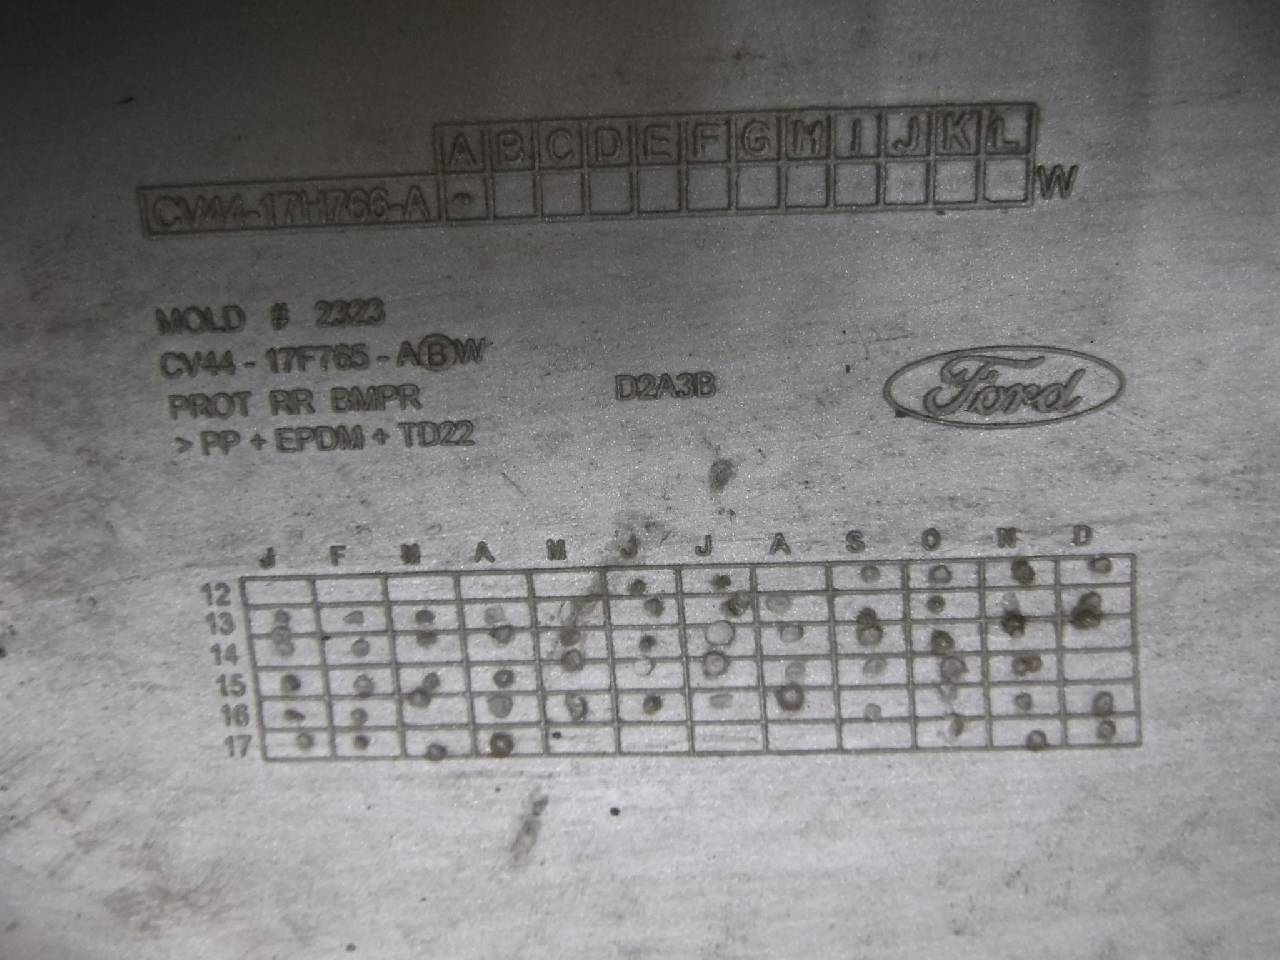 A B C D E F G H I J K L
CV44-17H766-A W
MOLD # 2323
CV44 - 17F765 - ABW
PROT RR BMPR
> PP + EPDM + TD22
D2A3B
Ford
J F M A M J J A S O N D
12
13
14
15
16
17